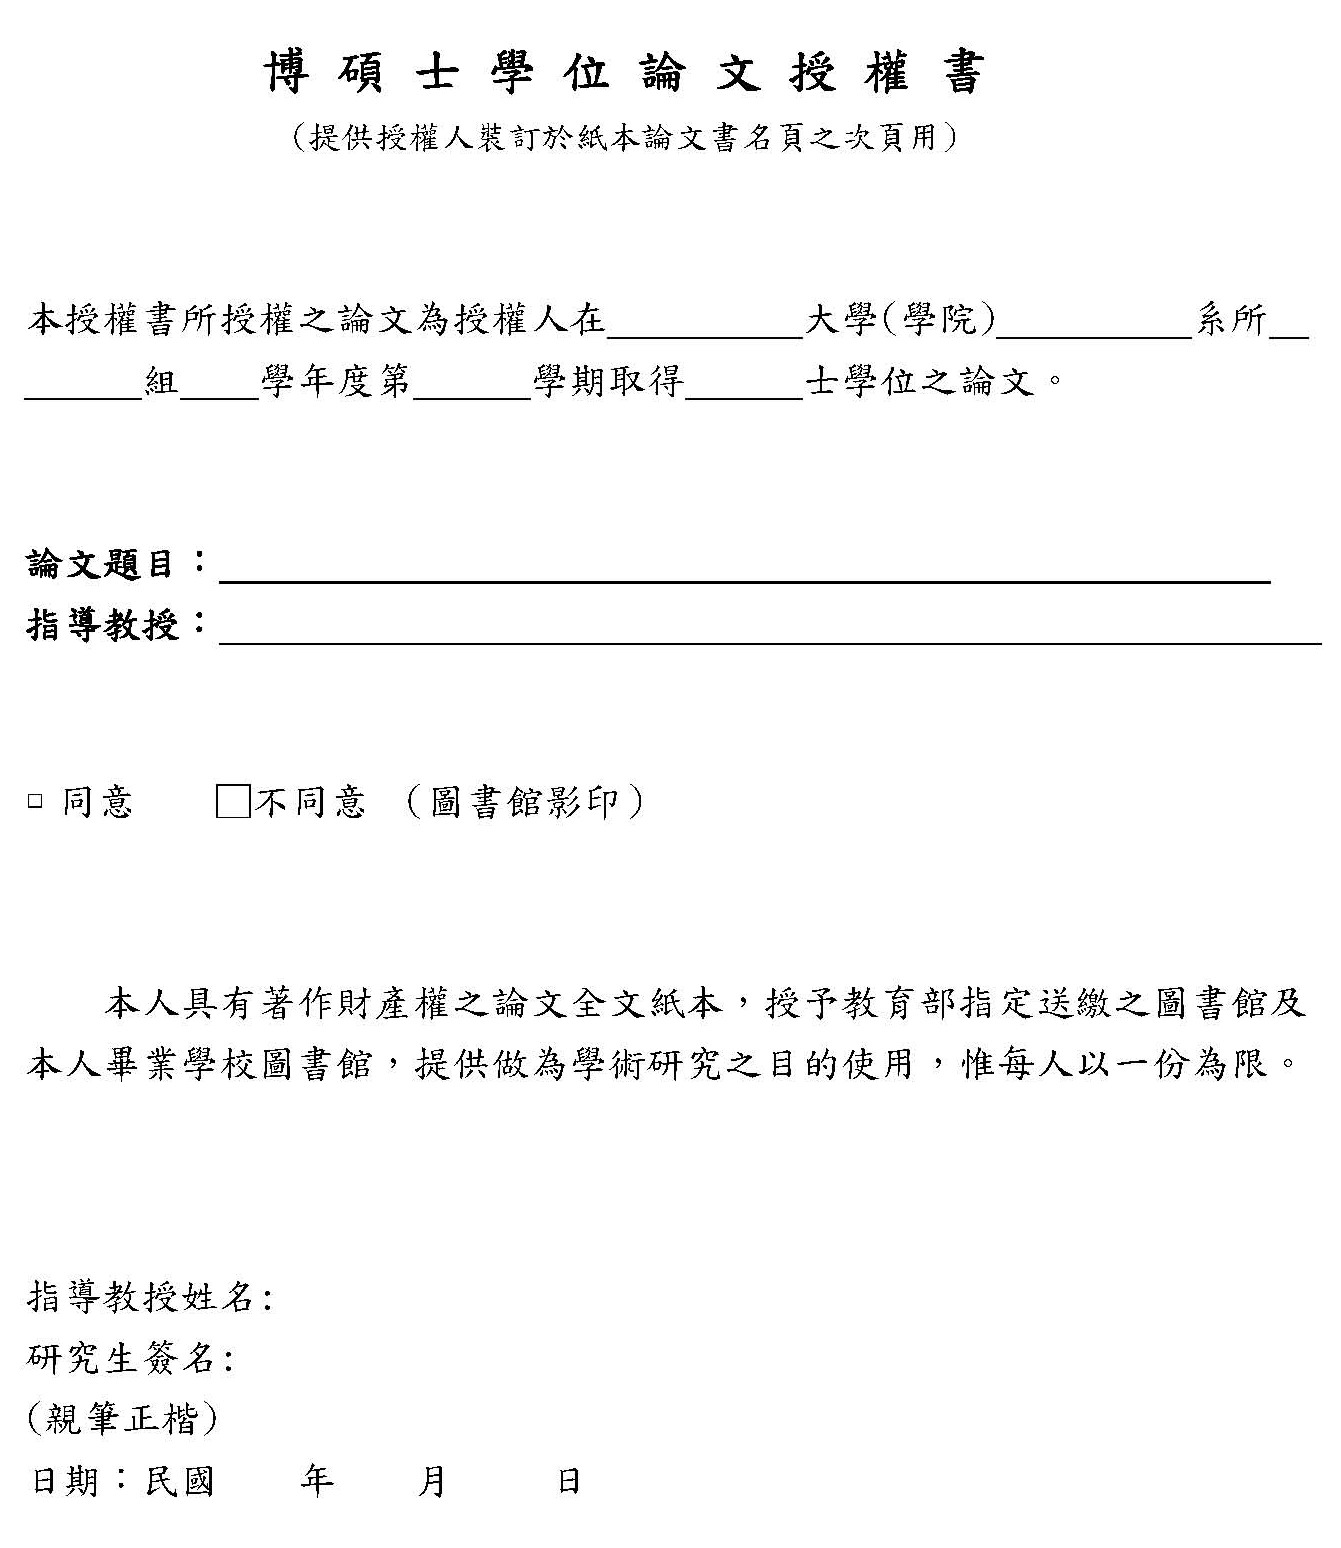 博碩士學位論文授權書
（提供授權人裝訂於紙本論文書名頁之次頁用）
本授權書所授權之論文為授權人在__________大學(學院)__________系所__
______組____學年度第______學期取得______士學位之論文。
論文題目：
指導教授：
□ 同意 □不同意 （圖書館影印）
本人具有著作財產權之論文全文紙本，授予教育部指定送繳之圖書館及
本人畢業學校圖書館，提供做為學術研究之目的使用，惟每人以一份為限。
指導教授姓名:
研究生簽名:
(親筆正楷)
日期：民國 年 月 日